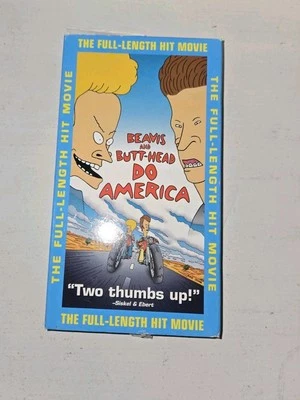 THE FULL-LENGTH HIT MOVIE
THE FULL-LENGTH HIT MOVIE
THE FULL-LENGTH HIT MOVIE
BEAVIS AND
BUTT-HEAD
DO
AMERICA
"Two thumbs up!"
-Siskel & Ebert
THE FULL-LENGTH HIT MOVIE